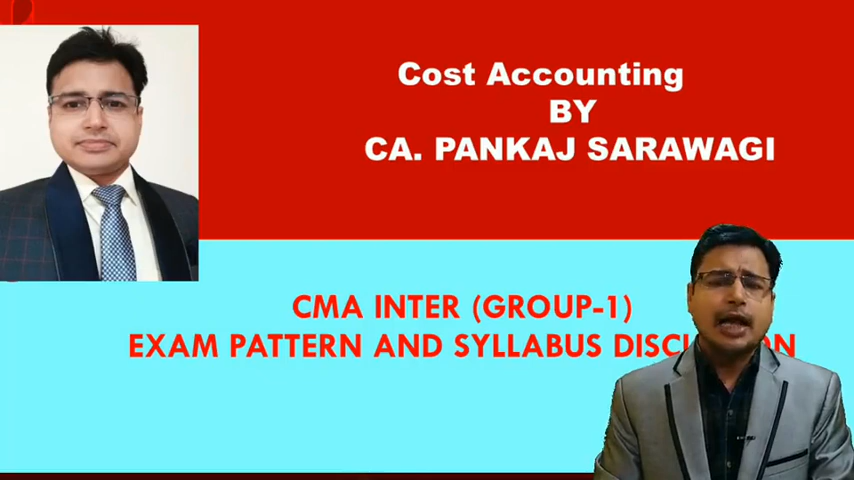 Cost Accounting
BY
CA. PANKAJ SARAWAGI
CMA INTER (GROUP-1)
EXAM PATTERN AND SYLLABUS